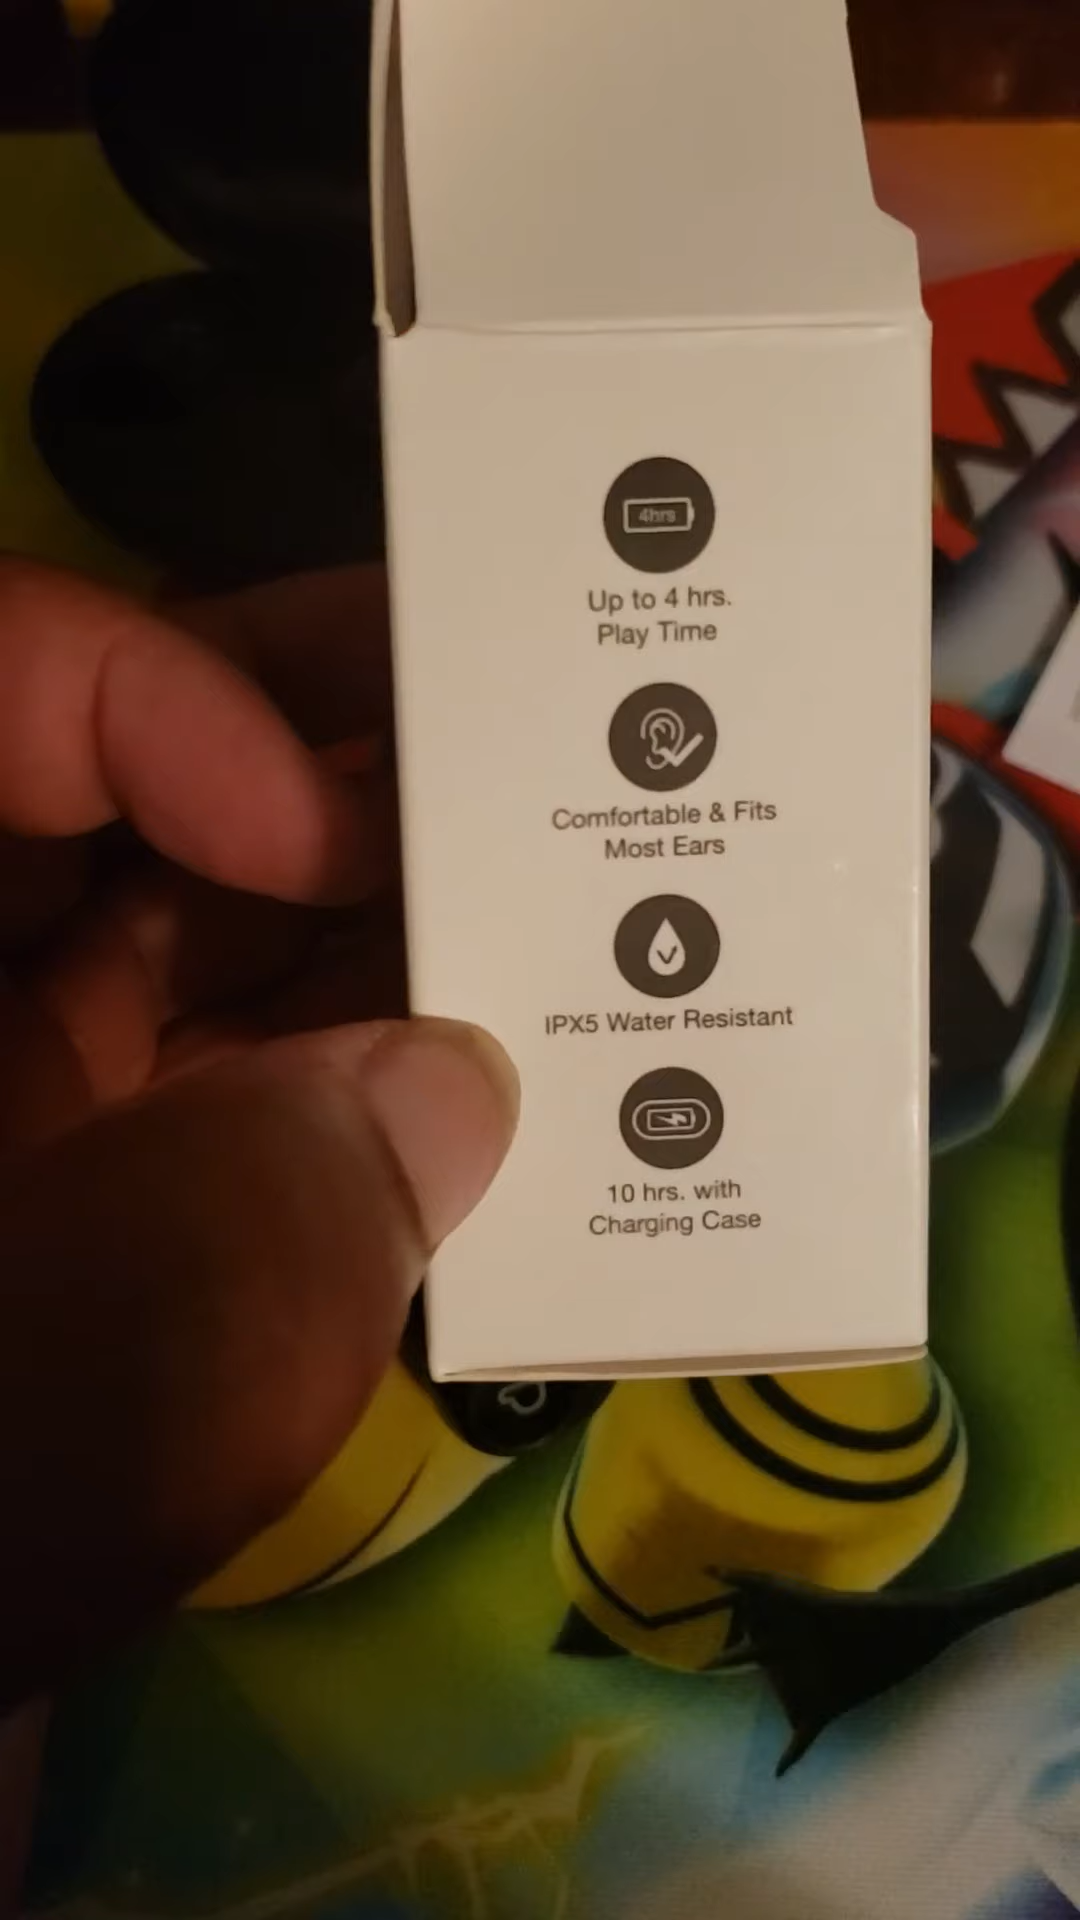 4hrs
Up to 4 hrs.
Play Time
Comfortable & Fits
Most Ears
IPX5 Water Resistant
10 hrs. with
Charging Case